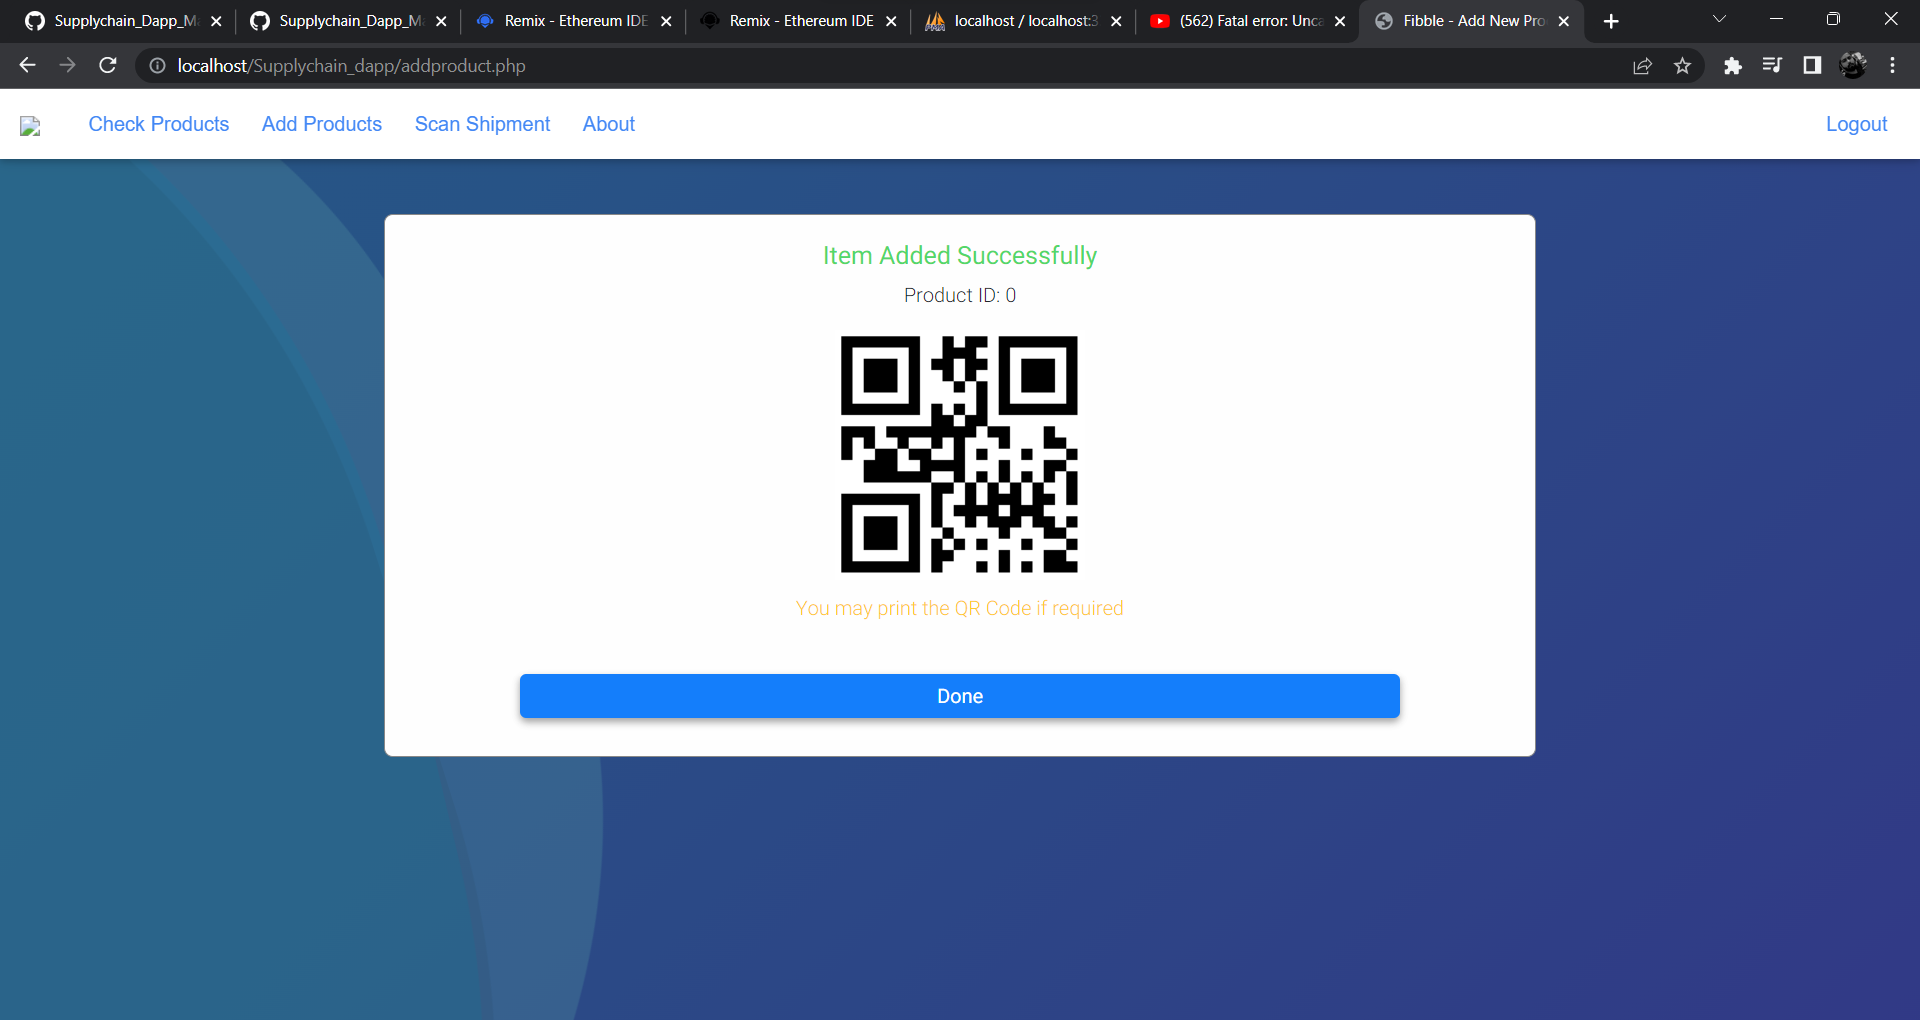 Supplychain_Dapp_Ma
Supplychain_Dapp_Ma
Remix - Ethereum IDE
Remix - Ethereum IDE
localhost / localhost:3
(562) Fatal error: Unca
Fibble - Add New Pro
localhost/Supplychain_dapp/addproduct.php
Check Products
Add Products
Scan Shipment
About
Logout
Item Added Successfully
Product ID: 0
You may print the QR Code if required
Done